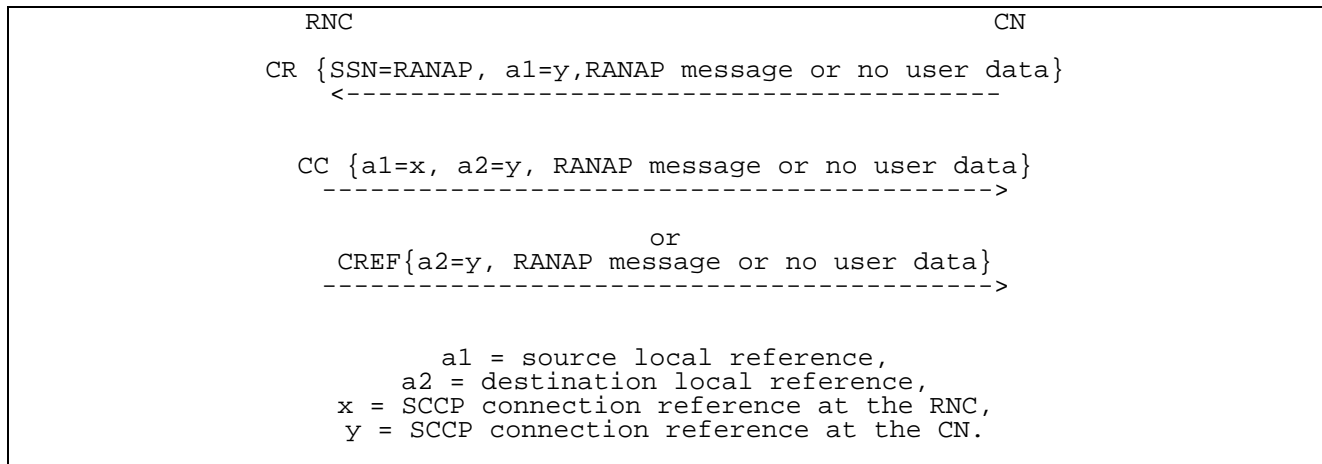 RNC CN
CR {SSN=RANAP, a1=y,RANAP message or no user data}
<-----------------------------------------
CC {a1=x, a2=y, RANAP message or no user data}
------------------------------------------>
or
CREF{a2=y, RANAP message or no user data}
------------------------------------------>
a1 = source local reference,
a2 = destination local reference,
x = SCCP connection reference at the RNC,
y = SCCP connection reference at the CN.